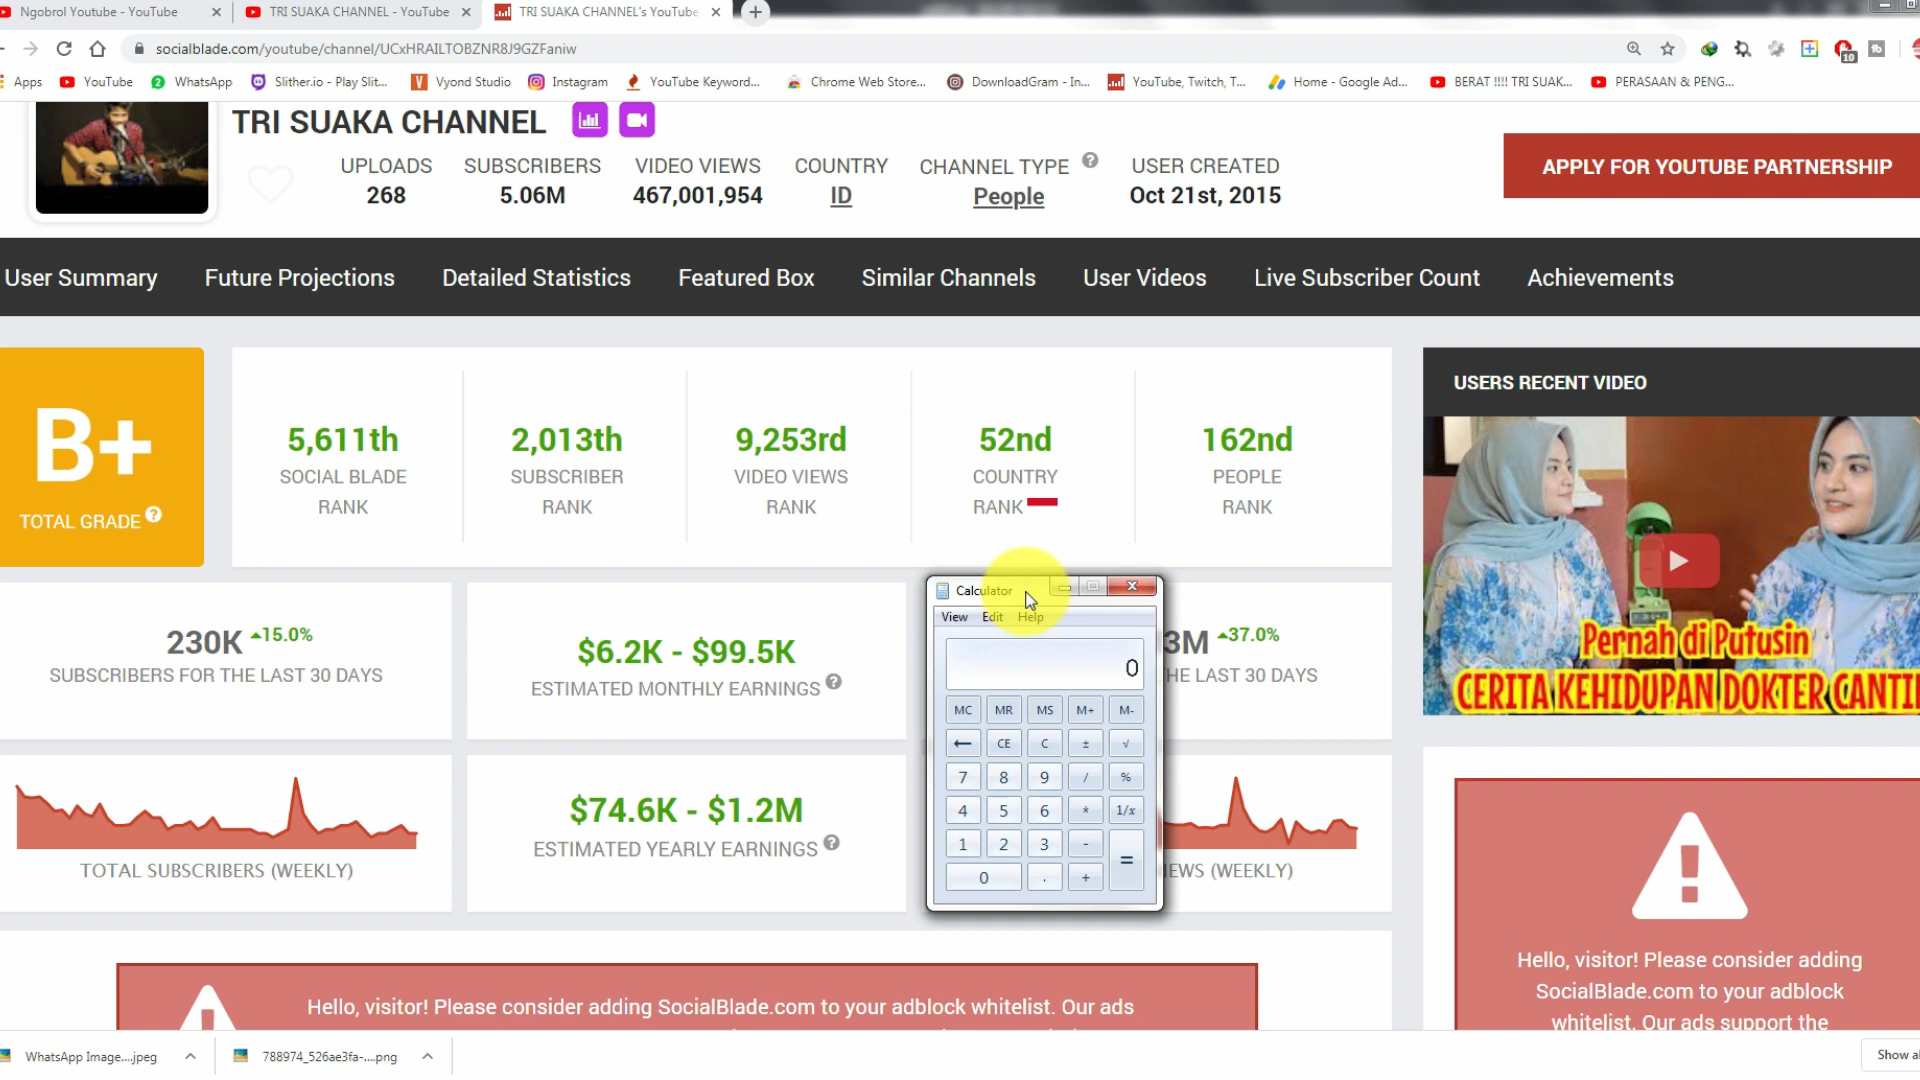 Ngobrol Youtube - YouTube
TRI SUAKA CHANNEL - YouTube
TRI SUAKA CHANNEL's YouTube
socialblade.com/youtube/channel/UCxHRAILTOBZNR8J9GZFaniw
10
Apps
YouTube
2
WhatsApp
Slither.io - Play Slit...
V
Vyond Studio
Instagram
YouTube Keyword...
Chrome Web Store...
DownloadGram - In...
YouTube, Twitch, T...
Home - Google Ad...
BERAT !!!! TRI SUAK...
PERASAAN & PENG...
TRI SUAKA CHANNEL
UPLOADS
268
SUBSCRIBERS
5.06M
VIDEO VIEWS
467,001,954
COUNTRY
ID
CHANNEL TYPE ?
People
USER CREATED
Oct 21st, 2015
APPLY FOR YOUTUBE PARTNERSHIP
User Summary
Future Projections
Detailed Statistics
Featured Box
Similar Channels
User Videos
Live Subscriber Count
Achievements
B+
TOTAL GRADE ?
5,611th
SOCIAL BLADE
RANK
2,013th
SUBSCRIBER
RANK
9,253rd
VIDEO VIEWS
RANK
52nd
COUNTRY
RANK
162nd
PEOPLE
RANK
USERS RECENT VIDEO
Pernah di Putusin
CERITA KEHIDUPAN DOKTER CANTI
230K 15.0%
SUBSCRIBERS FOR THE LAST 30 DAYS
$6.2K - $99.5K
ESTIMATED MONTHLY EARNINGS ?
3M 37.0%
HE LAST 30 DAYS
TOTAL SUBSCRIBERS (WEEKLY)
$74.6K - $1.2M
ESTIMATED YEARLY EARNINGS ?
IEWS (WEEKLY)
Calculator
View Edit Help
0
MC MR MS M+ M-
← CE C ± √
7 8 9 / %
4 5 6 * 1/x
1 2 3 - =
0 . +
Hello, visitor! Please consider adding SocialBlade.com to your adblock whitelist. Our ads
Hello, visitor! Please consider adding
SocialBlade.com to your adblock
whitelist. Our ads support the
WhatsApp Image....jpeg
788974_526ae3fa-....png
Show al